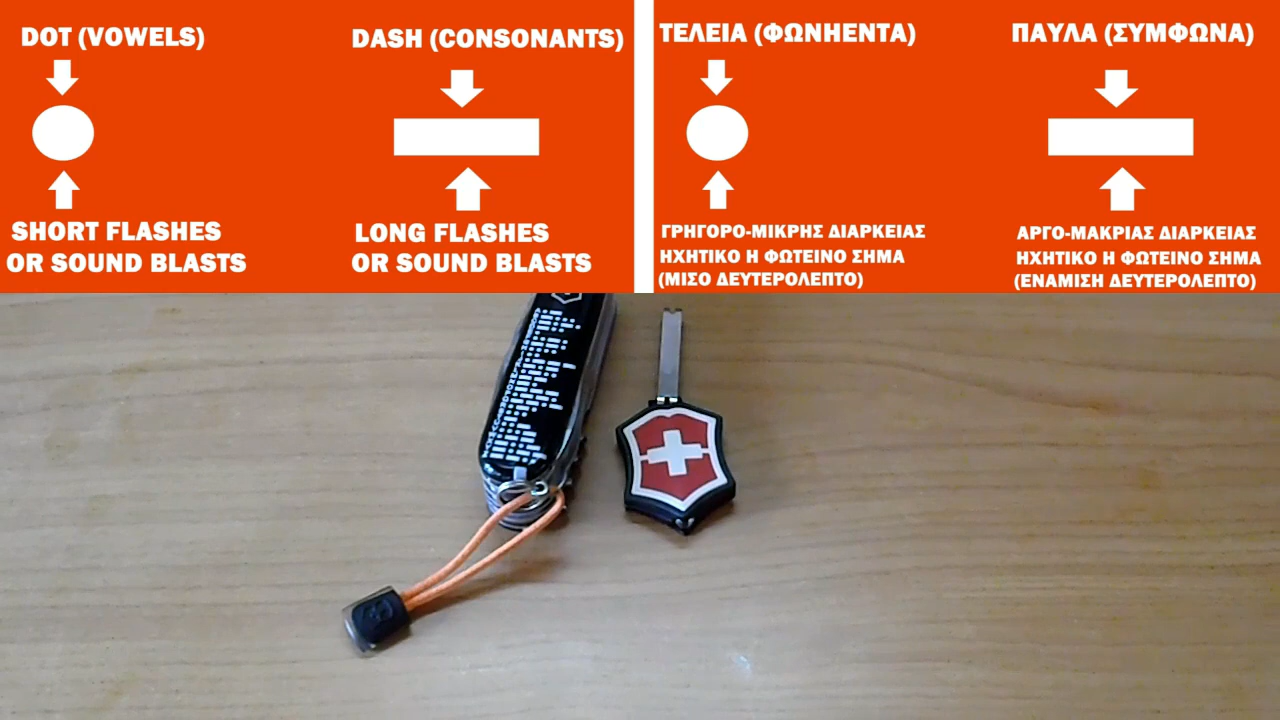 DOT (VOWELS)
SHORT FLASHES
OR SOUND BLASTS
DASH (CONSONANTS)
LONG FLASHES
OR SOUND BLASTS
ΤΕΛΕΙΑ (ΦΩΝΗΕΝΤΑ)
ΓΡΗΓΟΡΟ-ΜΙΚΡΗΣ ΔΙΑΡΚΕΙΑΣ
ΗΧΗΤΙΚΟ Η ΦΩΤΕΙΝΟ ΣΗΜΑ
(ΜΙΣΟ ΔΕΥΤΕΡΟΛΕΠΤΟ)
ΠΑΥΛΑ (ΣΥΜΦΩΝΑ)
ΑΡΓΟ-ΜΑΚΡΙΑΣ ΔΙΑΡΚΕΙΑΣ
ΗΧΗΤΙΚΟ Η ΦΩΤΕΙΝΟ ΣΗΜΑ
(ΕΝΑΜΙΣΗ ΔΕΥΤΕΡΟΛΕΠΤΟ)